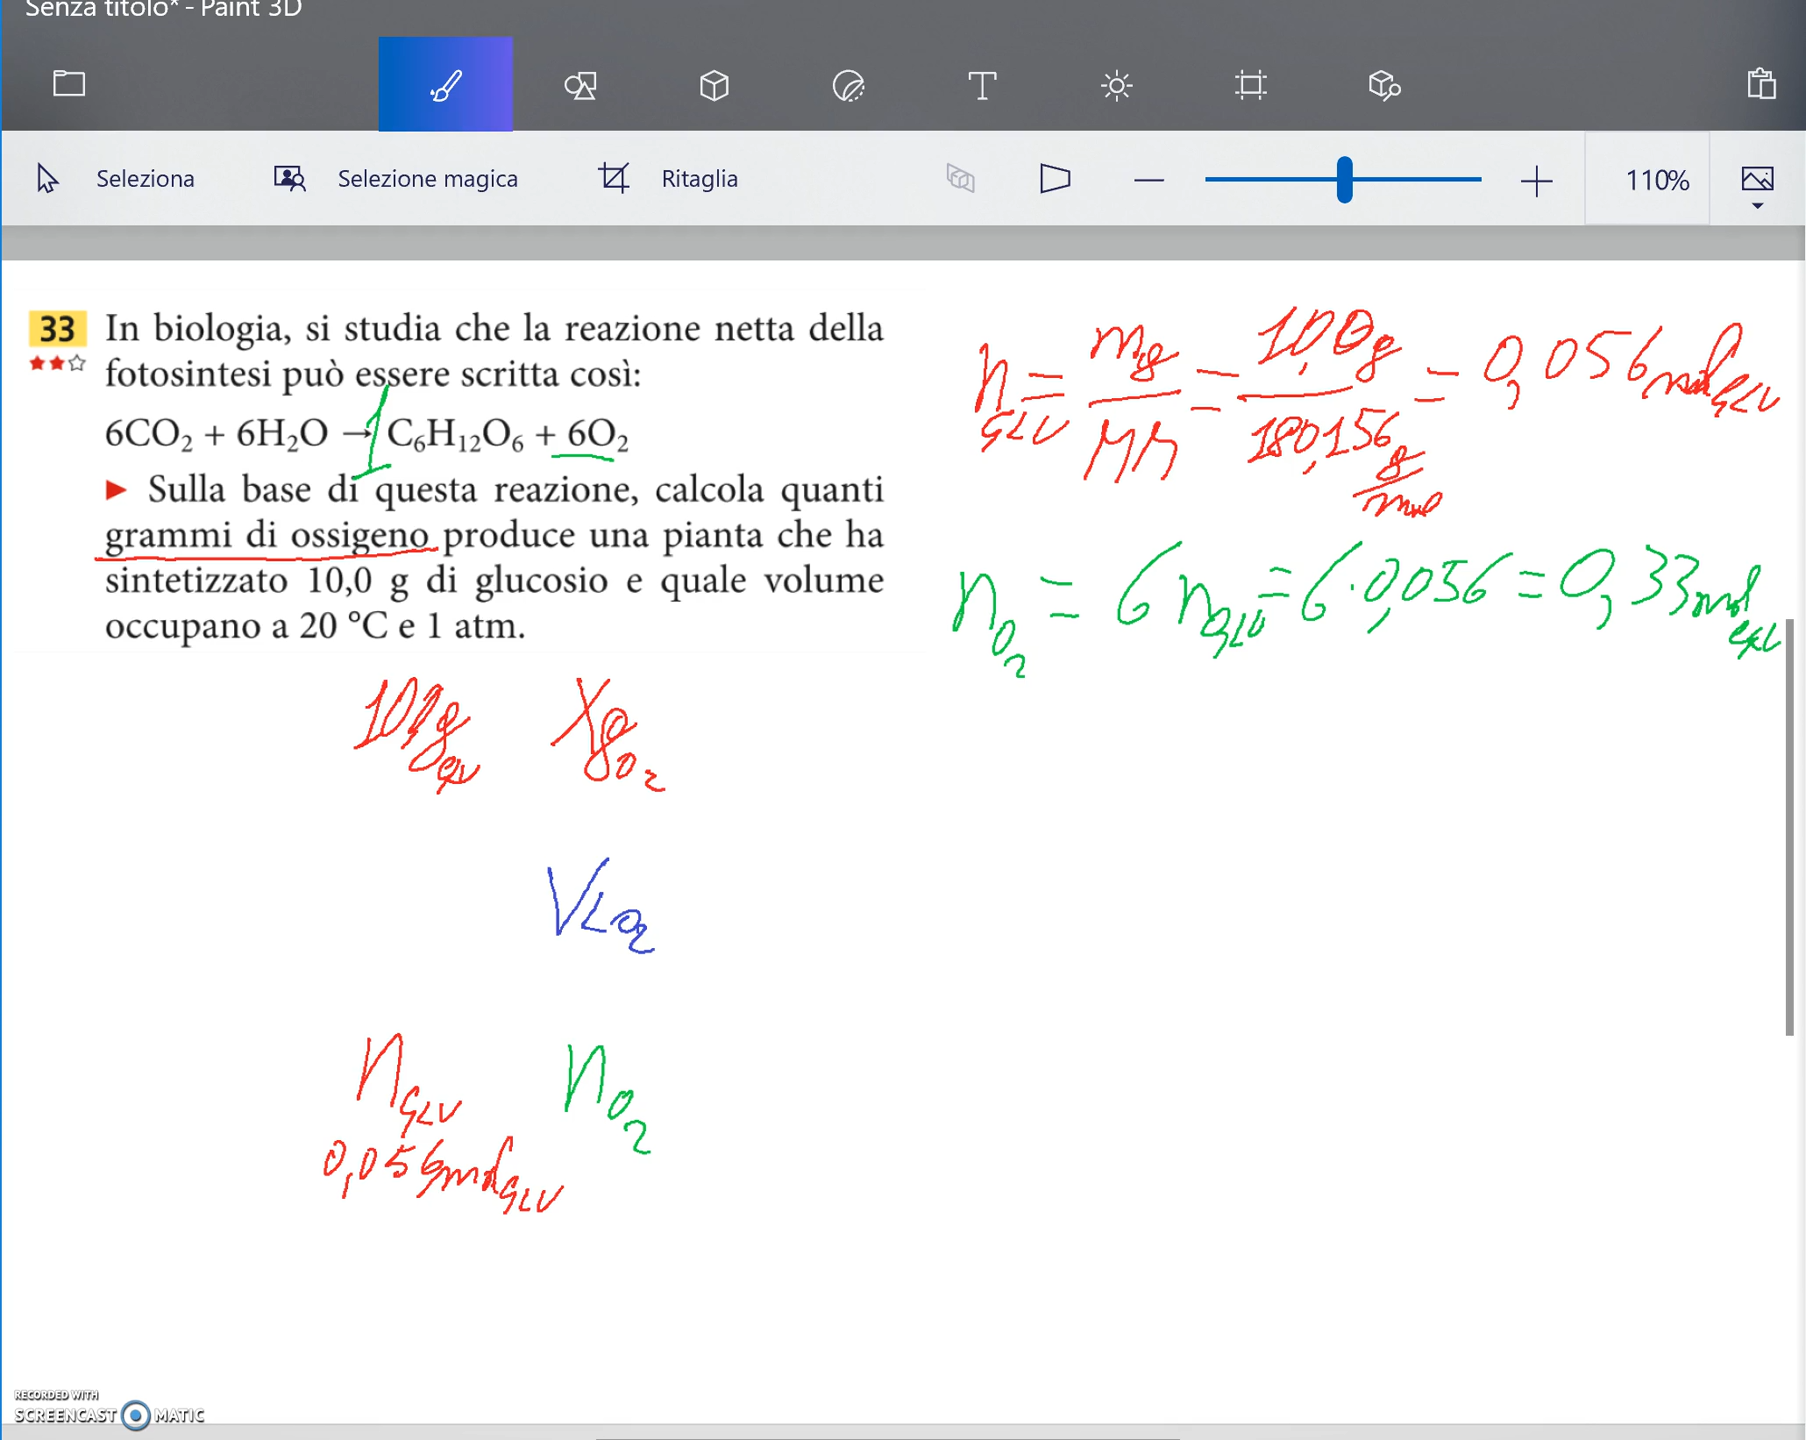 Senza titolo* - Paint 3D
Seleziona
Selezione magica
Ritaglia
110%
33 In biologia, si studia che la reazione netta della
fotosintesi può essere scritta così:
6CO₂ + 6H₂O → 1 C₆H₁₂O₆ + 6O₂
► Sulla base di questa reazione, calcola quanti
grammi di ossigeno produce una pianta che ha
sintetizzato 10,0 g di glucosio e quale volume
occupano a 20 °C e 1 atm.
n GLU = mg / MM = 10,0 g / 180,156 g/mol = 0,056 mol GLU
n O₂ = 6 n GLU = 6 · 0,056 = 0,33 mol
Xg O₂
VL O₂
n GLU n O₂
0,056 mol GLU
RECORDED WITH
SCREENCAST MATIC